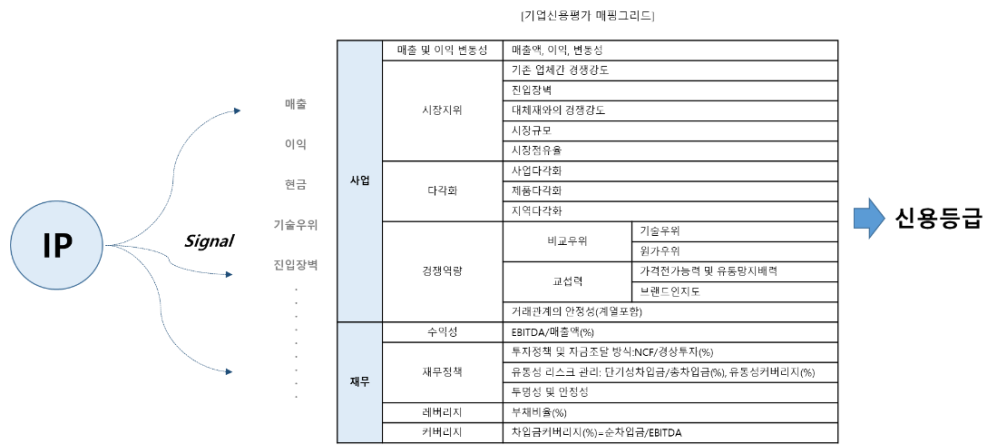 [기업신용평가 매핑그리드]
매출 및 이익 변동성 매출액, 이익, 변동성
기존 업체간 경쟁강도
진입장벽
시장지위 대체재와의 경쟁강도
시장규모
시장점유율
사업
사업다각화
다각화 제품다각화
지역다각화
비교우위 기술우위
원가우위
경쟁역량
교섭력 가격전가능력 및 유통망지배력
브랜드인지도
거래관계의 안정성(계열포함)
재무
수익성 EBITDA/매출액(%)
재무정책 투자정책 및 자금조달 방식:NCF/경상투자(%)
유동성 리스크 관리: 단기성차입금/총차입금(%), 유동성커버리지(%)
투명성 및 안정성
레버리지 부채비율(%)
커버리지 차입금커버리지(%)=순차입금/EBITDA
IP
Signal
매출
이익
현금
기술우위
진입장벽
신용등급